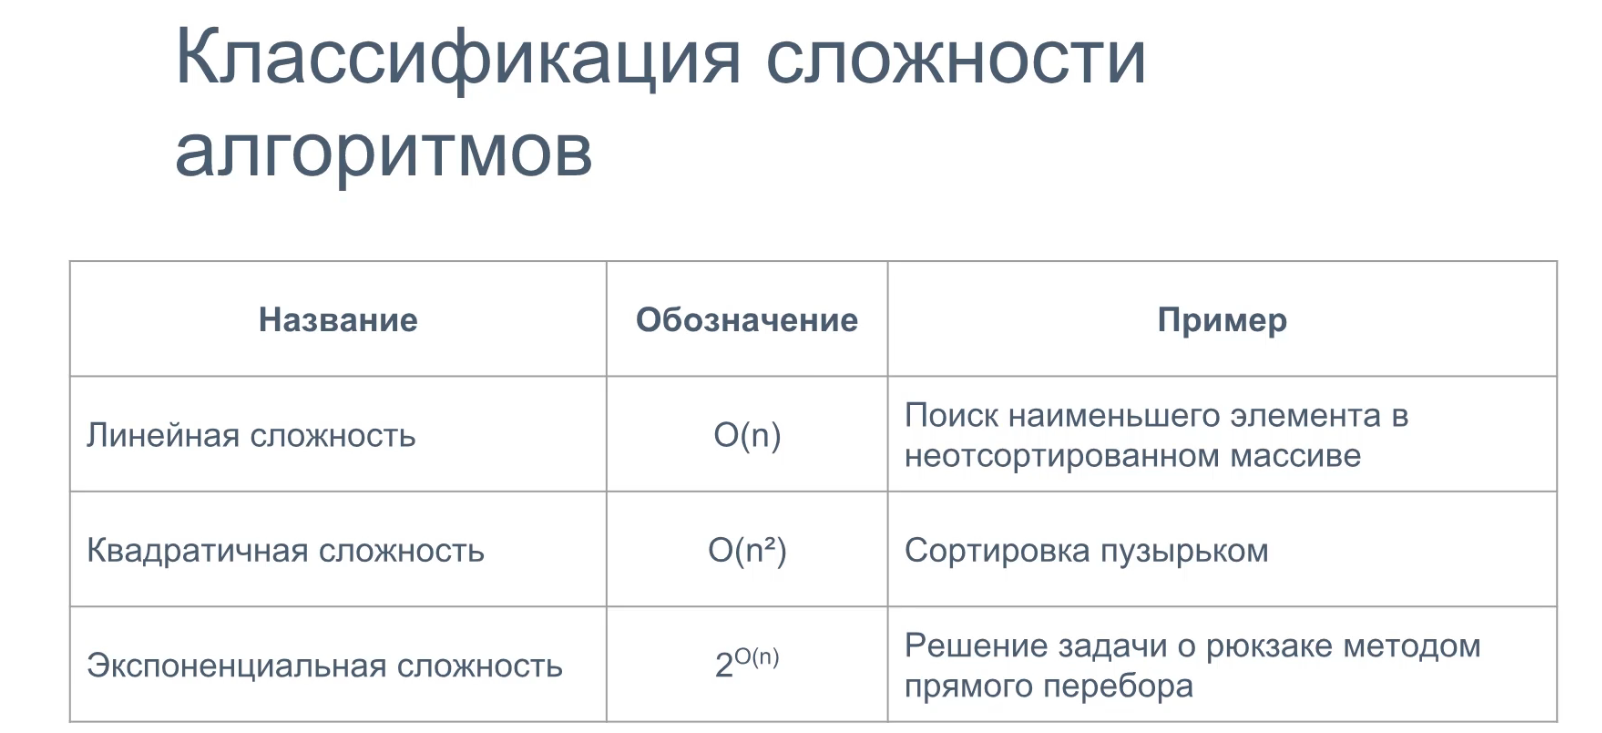 Классификация сложности
алгоритмов
Название
Обозначение
Пример
Линейная сложность
O(n)
Поиск наименьшего элемента в
неотсортированном массиве
Квадратичная сложность
O(n²)
Сортировка пузырьком
Экспоненциальная сложность
2^O(n)
Решение задачи о рюкзаке методом
прямого перебора